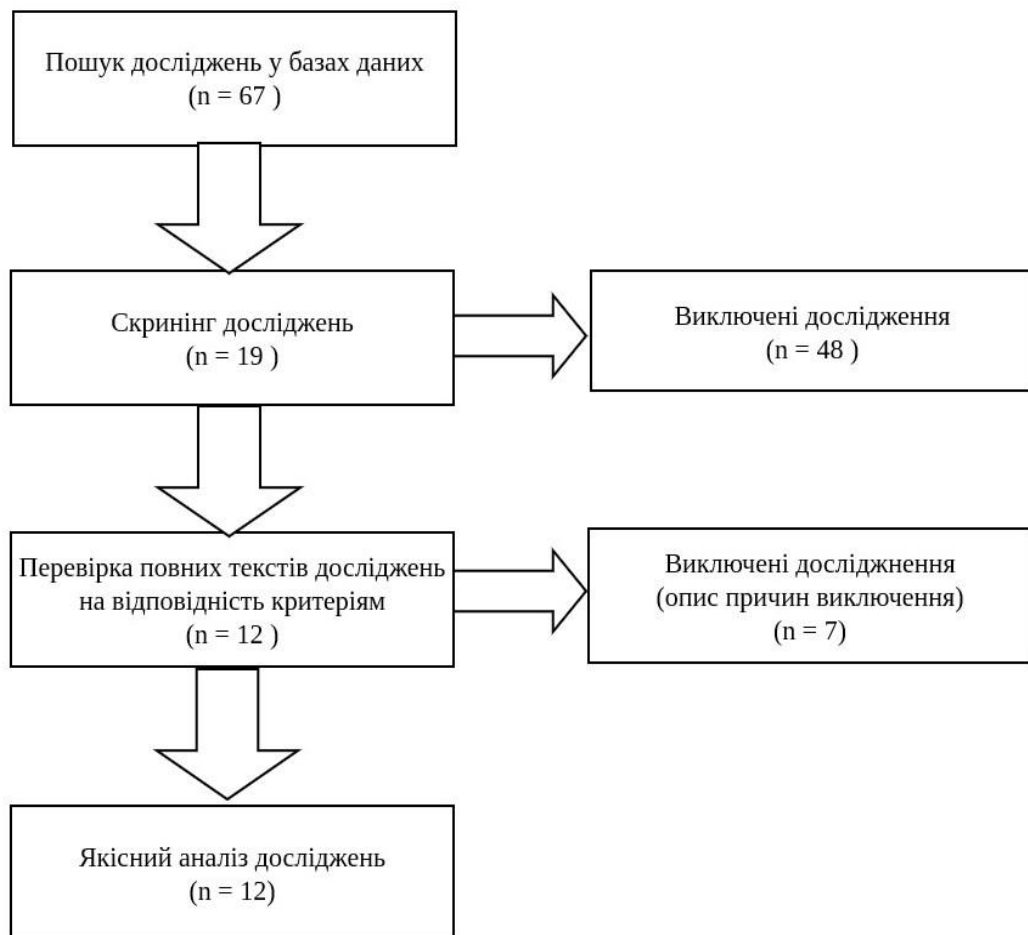 Пошук досліджень у базах даних
(n = 67 )
Скринінг досліджень
(n = 19 )
Виключені дослідження
(n = 48 )
Перевірка повних текстів досліджень
на відповідність критеріям
(n = 12 )
Виключені досліджнення
(опис причин виключення)
(n = 7)
Якісний аналіз досліджень
(n = 12)